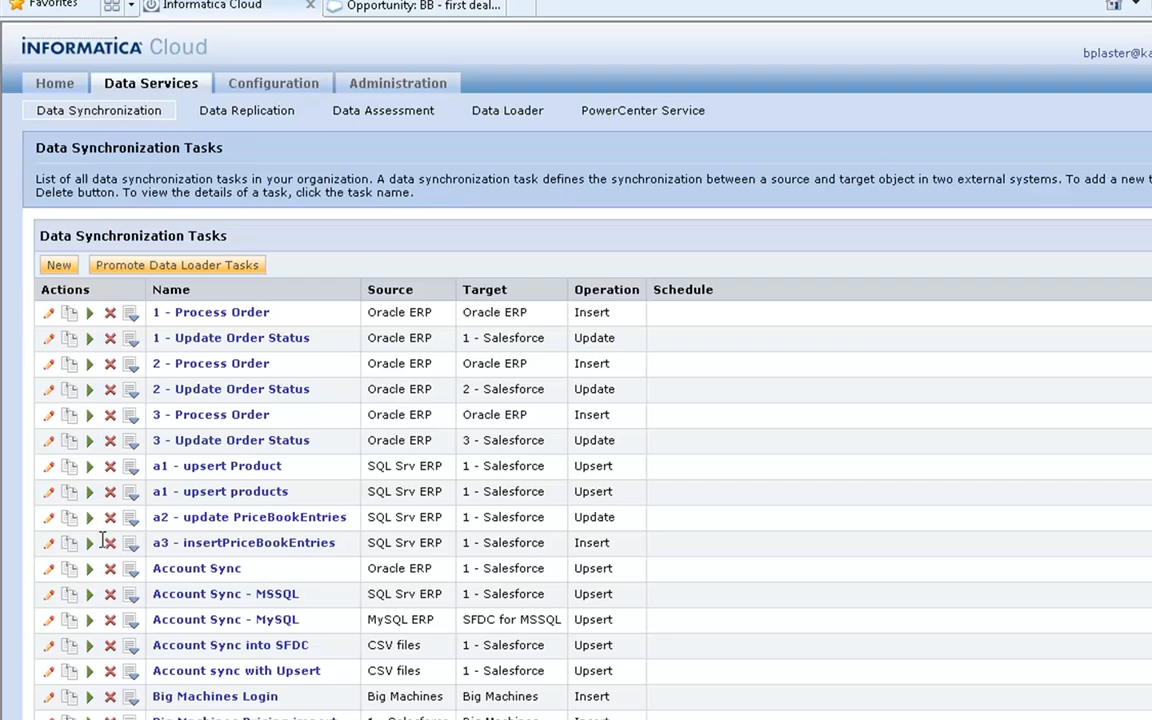 Favorites Informatica Cloud Opportunity: BB - first deal...
INFORMATICA Cloud
bplaster@ka
Home Data Services Configuration Administration
Data Synchronization Data Replication Data Assessment Data Loader PowerCenter Service
Data Synchronization Tasks
List of all data synchronization tasks in your organization. A data synchronization task defines the synchronization between a source and target object in two external systems. To add a new t
Delete button. To view the details of a task, click the task name.
Data Synchronization Tasks
New Promote Data Loader Tasks
Actions Name Source Target Operation Schedule
1 - Process Order Oracle ERP Oracle ERP Insert
1 - Update Order Status Oracle ERP 1 - Salesforce Update
2 - Process Order Oracle ERP Oracle ERP Insert
2 - Update Order Status Oracle ERP 2 - Salesforce Update
3 - Process Order Oracle ERP Oracle ERP Insert
3 - Update Order Status Oracle ERP 3 - Salesforce Update
a1 - upsert Product SQL Srv ERP 1 - Salesforce Upsert
a1 - upsert products SQL Srv ERP 1 - Salesforce Upsert
a2 - update PriceBookEntries SQL Srv ERP 1 - Salesforce Update
a3 - insertPriceBookEntries SQL Srv ERP 1 - Salesforce Insert
Account Sync Oracle ERP 1 - Salesforce Upsert
Account Sync - MSSQL SQL Srv ERP 1 - Salesforce Upsert
Account Sync - MySQL MySQL ERP SFDC for MSSQL Upsert
Account Sync into SFDC CSV files 1 - Salesforce Upsert
Account sync with Upsert CSV files 1 - Salesforce Upsert
Big Machines Login Big Machines Big Machines Insert
Big Machines Pricing import 1 - Salesforce Big Machines Insert